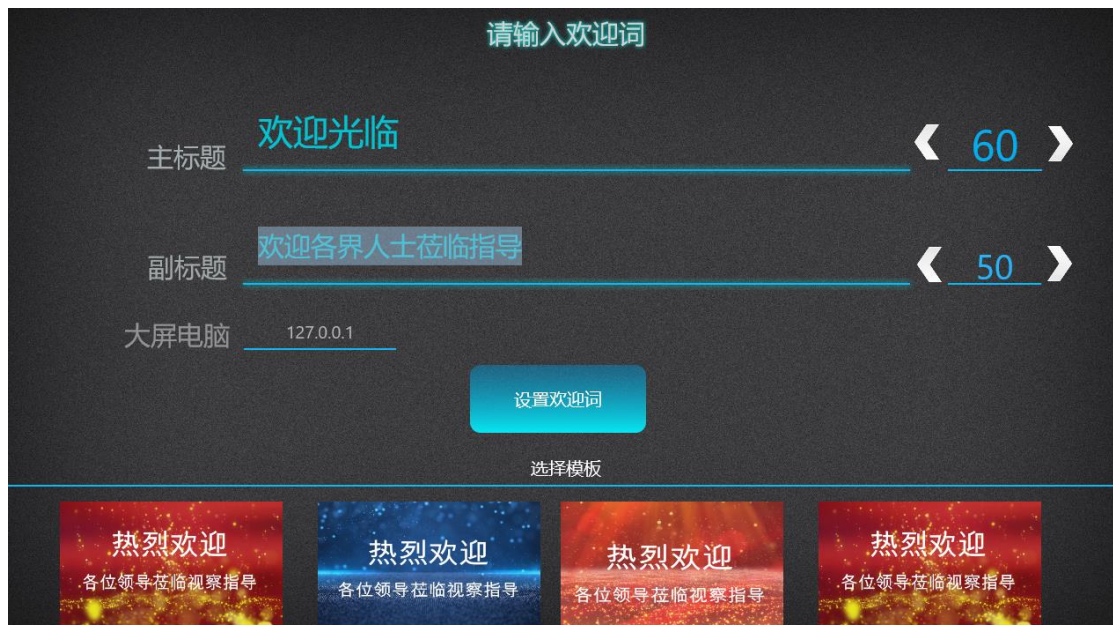 请输入欢迎词
欢迎光临
主标题
60
欢迎各界人士莅临指导
副标题
50
大屏电脑
127.0.0.1
设置欢迎词
选择模板
热烈欢迎
各位领导莅临视察指导
热烈欢迎
各位领导莅临视察指导
热烈欢迎
各位领导莅临视察指导
热烈欢迎
各位领导莅临视察指导